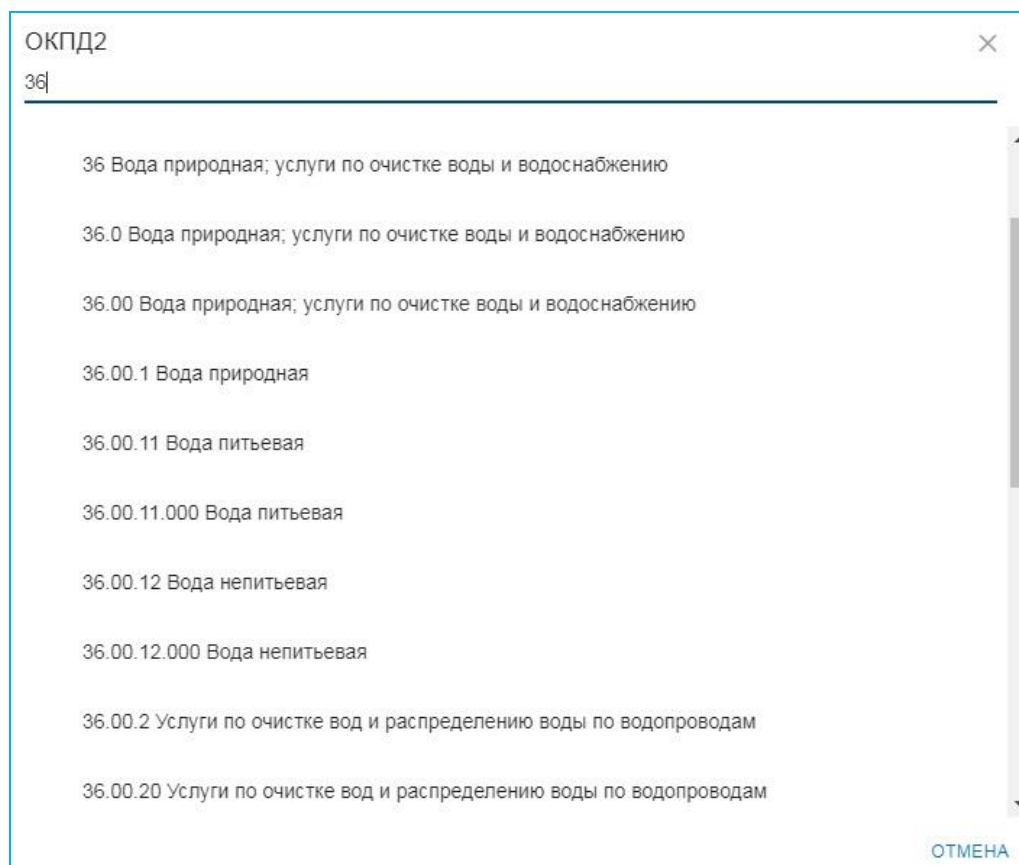 ОКПД2
36
36 Вода природная; услуги по очистке воды и водоснабжению
36.0 Вода природная; услуги по очистке воды и водоснабжению
36.00 Вода природная; услуги по очистке воды и водоснабжению
36.00.1 Вода природная
36.00.11 Вода питьевая
36.00.11.000 Вода питьевая
36.00.12 Вода непитьевая
36.00.12.000 Вода непитьевая
36.00.2 Услуги по очистке вод и распределению воды по водопроводам
36.00.20 Услуги по очистке вод и распределению воды по водопроводам
ОТМЕНА